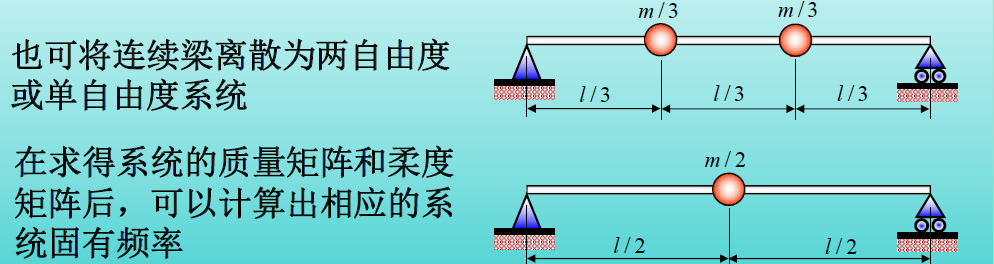 也可将连续梁离散为两自由度
或单自由度系统
m/3
m/3
l/3
l/3
l/3
在求得系统的质量矩阵和柔度
矩阵后，可以计算出相应的系
统固有频率
m/2
l/2
l/2